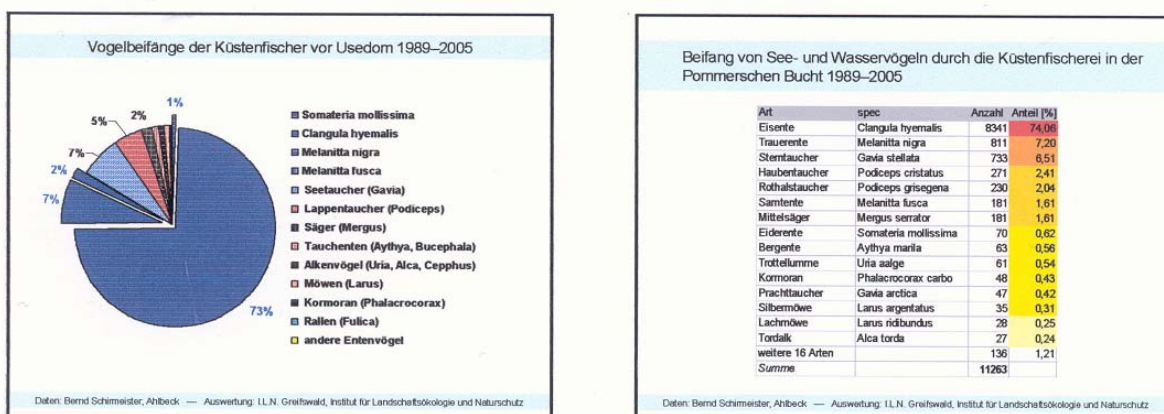 Vogelbeifänge der Küstenfischer vor Usedom 1989–2005
1%
2%
5%
7%
2%
7%
73%
Somateria mollissima
Clangula hyemalis
Melanitta nigra
Melanitta fusca
Seetaucher (Gavia)
Lappentaucher (Podiceps)
Säger (Mergus)
Tauchenten (Aythya, Bucephala)
Alkenvögel (Uria, Alca, Cepphus)
Möwen (Larus)
Kormoran (Phalacrocorax)
Rallen (Fulica)
andere Entenvögel
Daten: Bernd Schirmeister, Ahlbeck — Auswertung: I.L.N. Greifswald, Institut für Landschaftsökologie und Naturschutz
Beifang von See- und Wasservögeln durch die Küstenfischerei in der
Pommerschen Bucht 1989–2005
Art spec Anzahl Anteil [%]
Eisente Clangula hyemalis 8341 74,06
Trauerente Melanitta nigra 811 7,20
Sterntaucher Gavia stellata 733 6,51
Haubentaucher Podiceps cristatus 271 2,41
Rothalstaucher Podiceps grisegena 230 2,04
Samtente Melanitta fusca 181 1,61
Mittelsäger Mergus serrator 181 1,61
Eiderente Somateria mollissima 70 0,62
Bergente Aythya marila 63 0,56
Trottellumme Uria aalge 61 0,54
Kormoran Phalacrocorax carbo 48 0,43
Prachttaucher Gavia arctica 47 0,42
Silbermöwe Larus argentatus 35 0,31
Lachmöwe Larus ridibundus 28 0,25
Tordalk Alca torda 27 0,24
weitere 16 Arten 136 1,21
Summe 11263
Daten: Bernd Schirmeister, Ahlbeck — Auswertung: I.L.N. Greifswald, Institut für Landschaftsökologie und Naturschutz